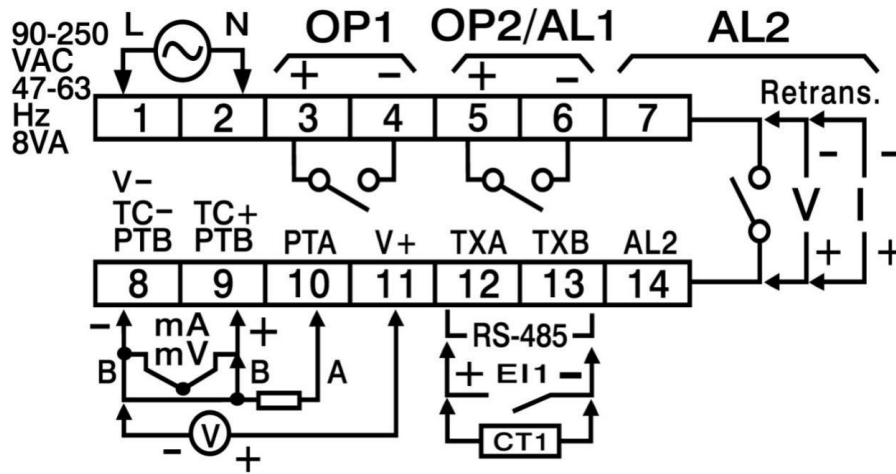 90-250
VAC
47-63
Hz
8VA
L N
OP1 OP2/AL1 AL2
+ - + -
Retrans.
1 2 3 4 5 6 7
- -
V I
+ +
V-
TC- TC+
PTB PTB PTA V+ TXA TXB AL2
8 9 10 11 12 13 14
- mA +
mV
RS-485
B B A
+ EI1 -
- V +
CT1